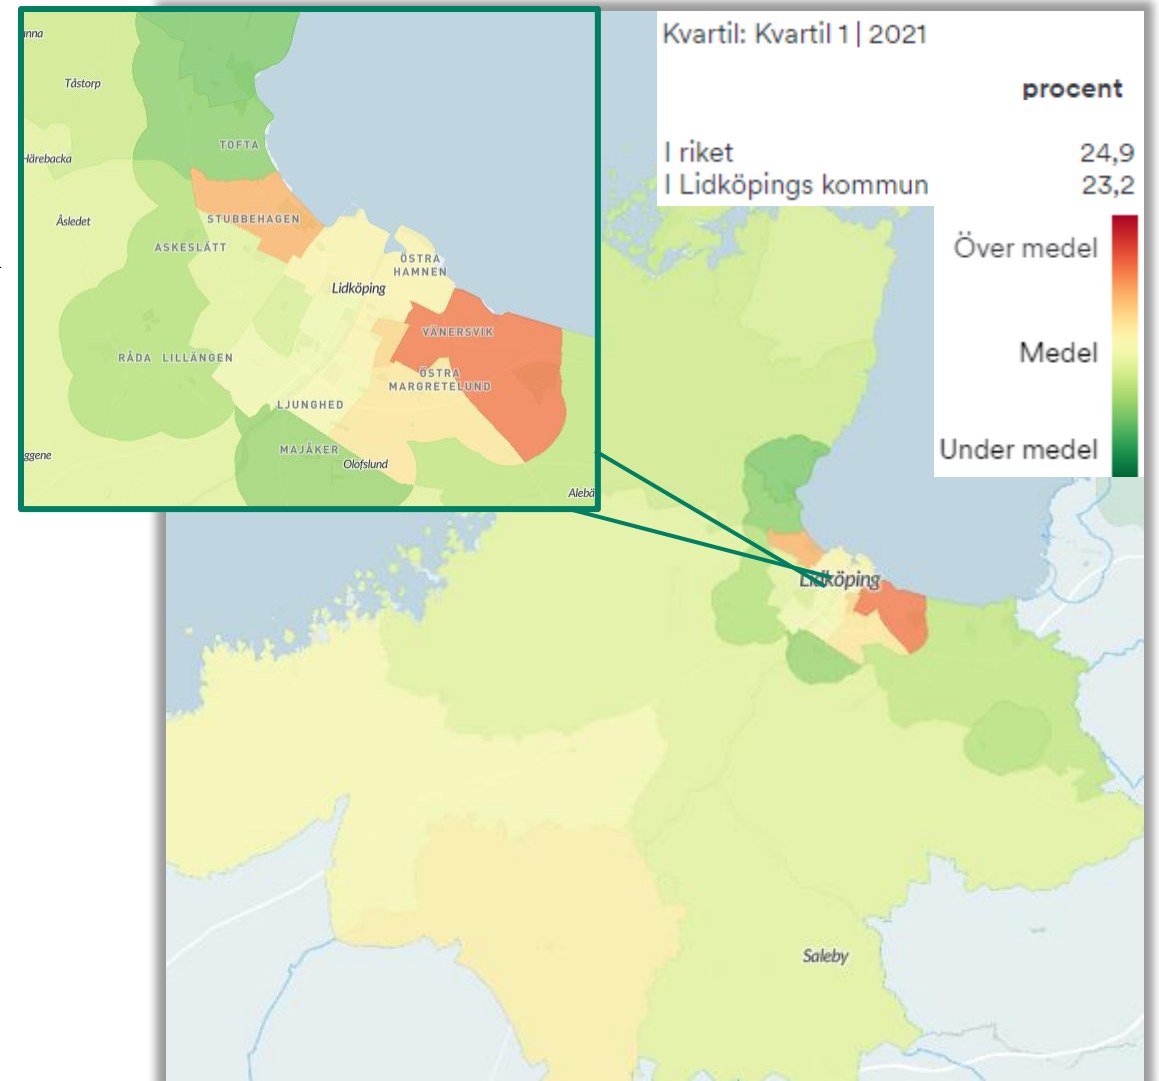 Kvartil: Kvartil 1 | 2021
procent
I riket 24,9
I Lidköpings kommun 23,2
Över medel
Medel
Under medel
Tåstorp
TOFTA
Härebacka
Åsledet
STUBBEHAGEN
ASKESLÄTT
ÖSTRA
HAMNEN
Lidköping
VÄNERSVIK
RÅDA LILLÄNGEN
ÖSTRA
MARGRETELUND
LJUNGHED
MAJÅKER
Olofslund
Lidköping
Saleby